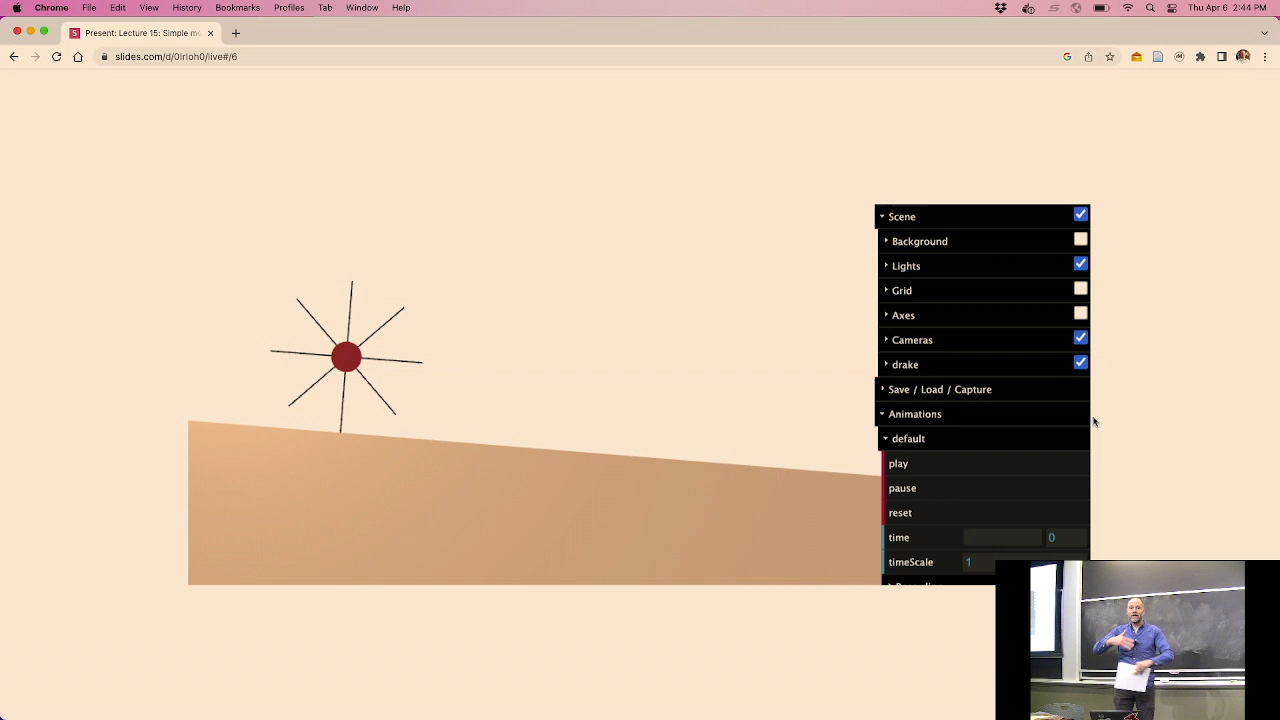 Chrome File Edit View History Bookmarks Profiles Tab Window Help Thu Apr 6 2:44 PM
Present: Lecture 15: Simple m
slides.com/d/0lrloh0/live#/6
Scene
Background
Lights
Grid
Axes
Cameras
drake
Save / Load / Capture
Animations
default
play
pause
reset
time 0
timeScale 1